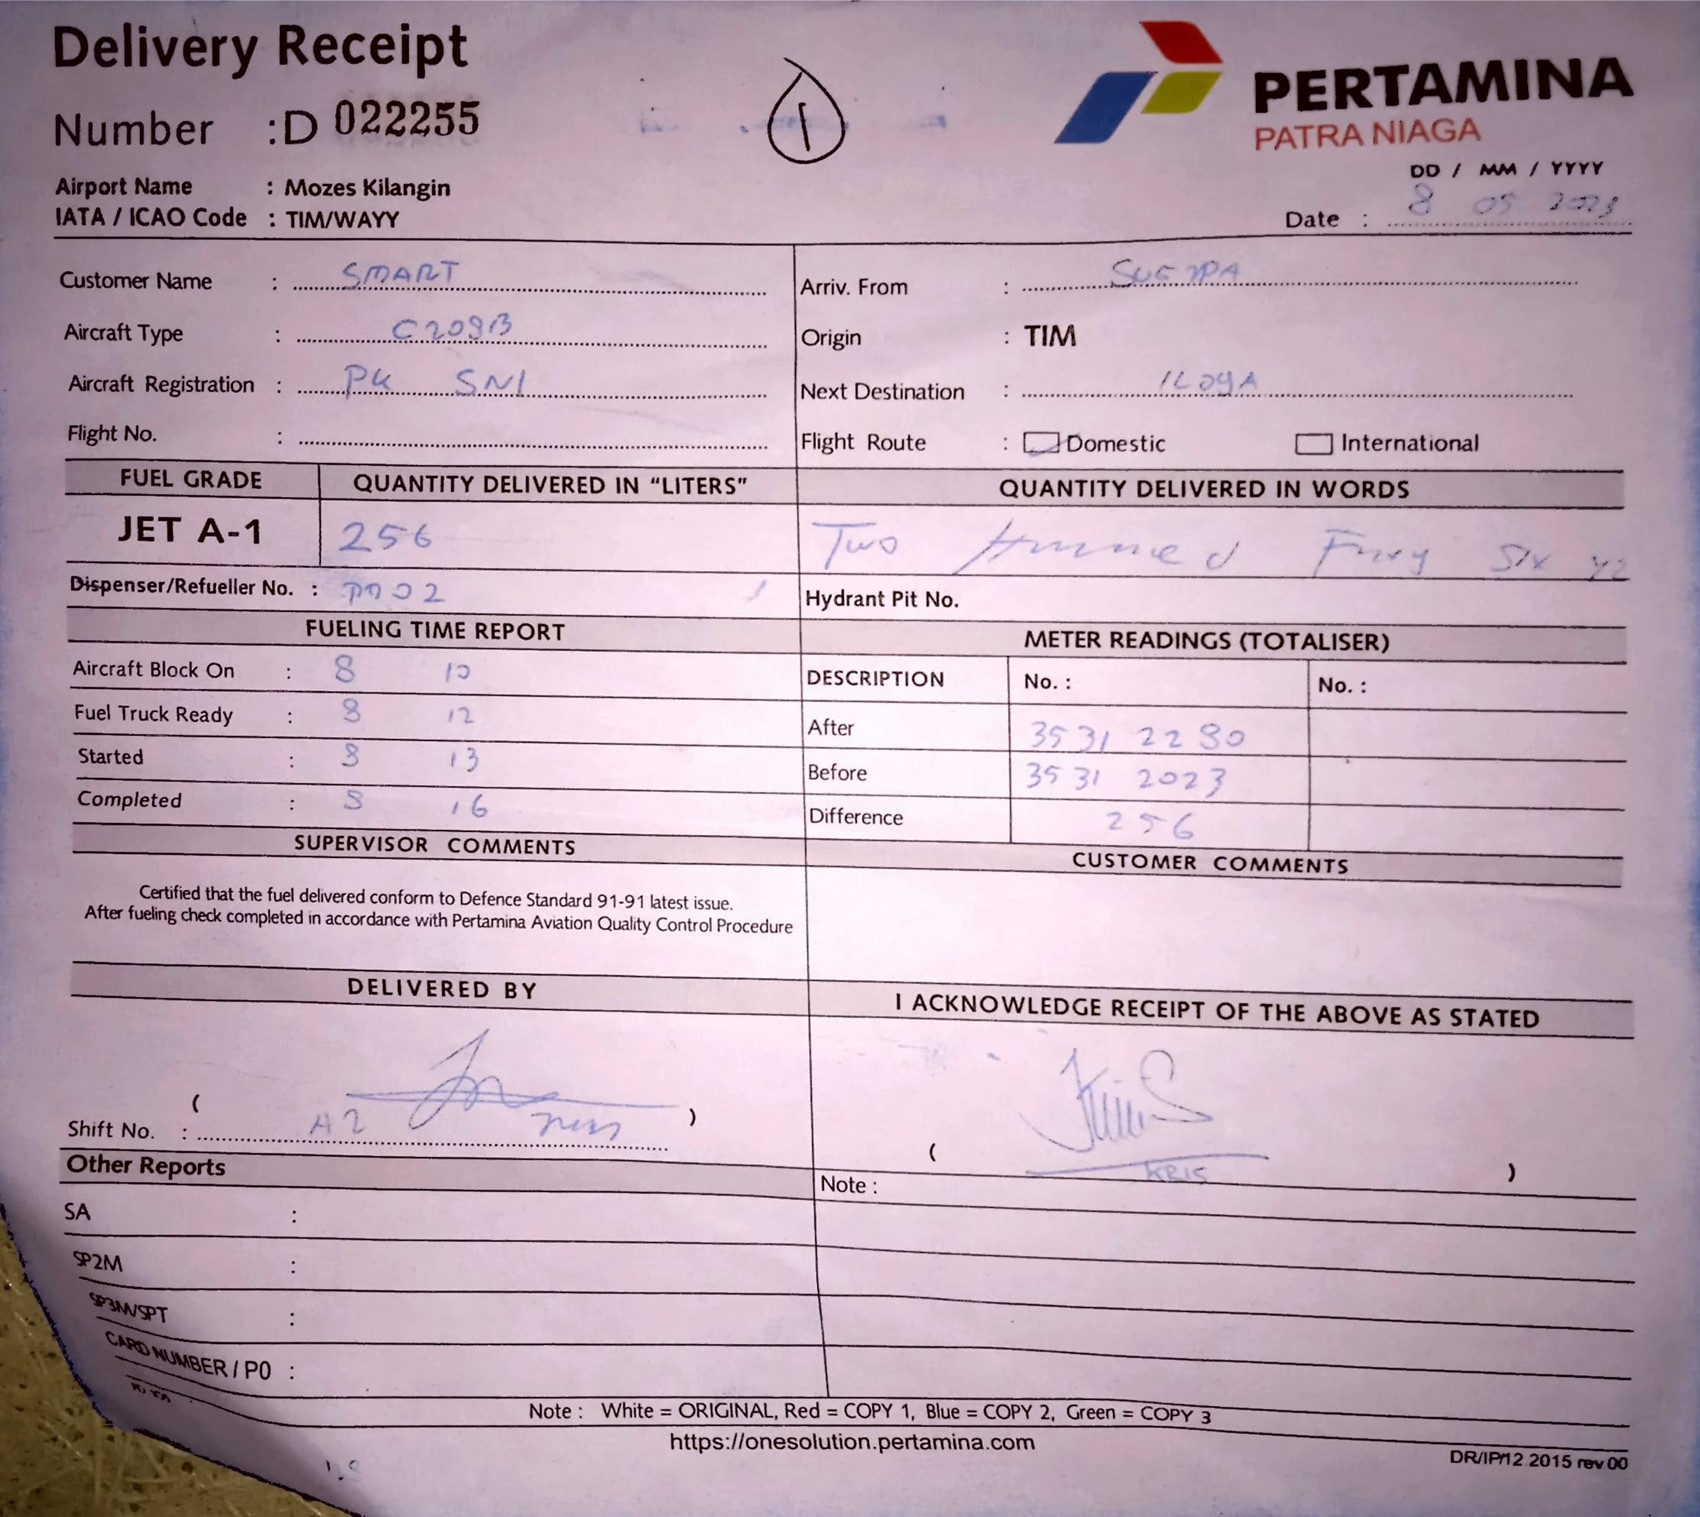 Delivery Receipt
Number : D 022255
1
PERTAMINA
PATRA NIAGA
Airport Name : Mozes Kilangin
IATA / ICAO Code : TIM/WAYY
DD / MM / YYYY
Date : 8 05 2023
Customer Name : SMART
Aircraft Type : C208B
Aircraft Registration : PK SNI
Flight No. :
Arriv. From :
Origin : TIM
Next Destination :
Flight Route : Domestic International
FUEL GRADE QUANTITY DELIVERED IN “LITERS” QUANTITY DELIVERED IN WORDS
JET A-1 256 Two Hundred Fifty Six
Dispenser/Refueller No. : Hydrant Pit No.
FUELING TIME REPORT
Aircraft Block On : 8 10
Fuel Truck Ready : 8 12
Started : 8 13
Completed : 8 16
METER READINGS (TOTALISER)
DESCRIPTION No. : No. :
After 3531 22
Before 3531 2023
Difference 256
SUPERVISOR COMMENTS
Certified that the fuel delivered conform to Defence Standard 91-91 latest issue.
After fueling check completed in accordance with Pertamina Aviation Quality Control Procedure
CUSTOMER COMMENTS
DELIVERED BY
( )
Shift No. : A2
I ACKNOWLEDGE RECEIPT OF THE ABOVE AS STATED
( KRIS )
Other Reports
SA :
SP2M :
SP3M/SPT :
CARD NUMBER / PO :
Note :
Note : White = ORIGINAL, Red = COPY 1, Blue = COPY 2, Green = COPY 3
https://onesolution.pertamina.com
DR/IP/12 2015 rev 00